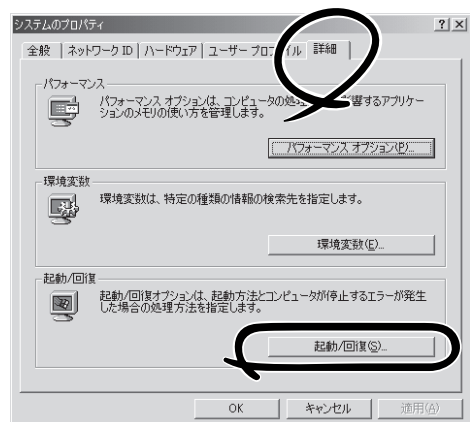 システムのプロパティ
全般 ネットワーク ID ハードウェア ユーザー プロファイル 詳細
パフォーマンス
パフォーマンス オプションは、コンピュータの処 響するアプリケー
ションのメモリの使い方を管理します。
パフォーマンス オプション(P)...
環境変数
環境変数は、特定の種類の情報の検索先を指定します。
環境変数(E)...
起動/回復
起動/回復オプションは、起動方法とコンピュータが停止するエラーが発生
した場合の処理方法を指定します。
起動/回復(S)...
OK キャンセル 適用(A)